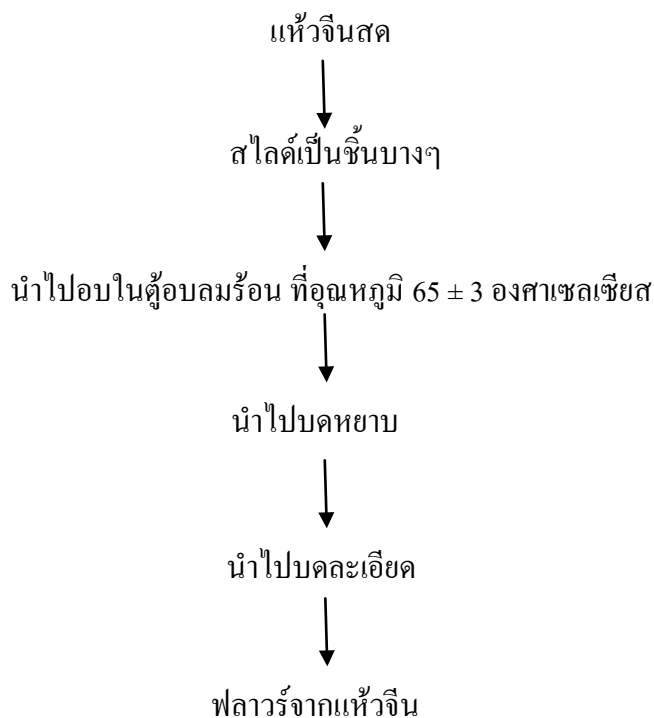 แห้วจีนสด
สไลด์เป็นชิ้นบางๆ
นำไปอบในตู้อบลมร้อน ที่อุณหภูมิ 65 ± 3 องศาเซลเซียส
นำไปบดหยาบ
นำไปบดละเอียด
ฟลาวร์จากแห้วจีน